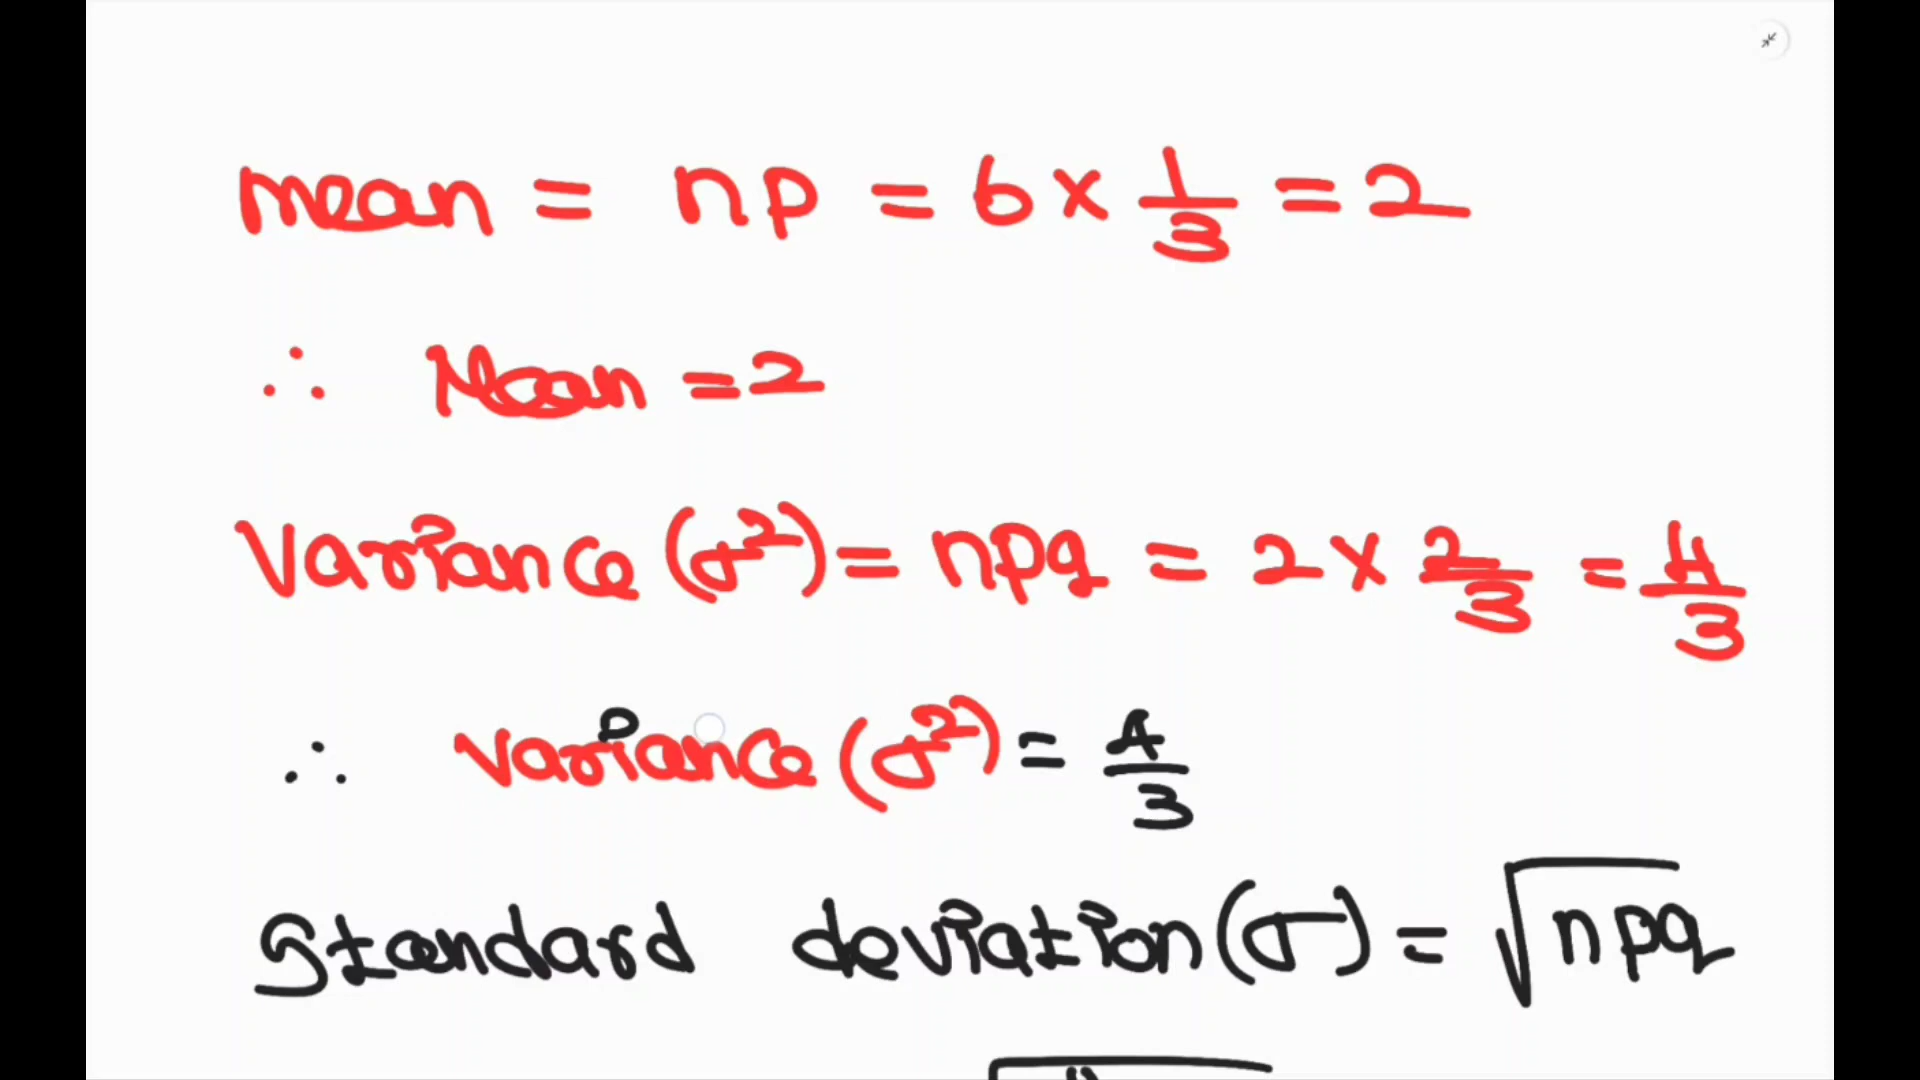 mean = np = 6 × 1/3 = 2
∴ Mean = 2
Variance (σ²) = npq = 2 × 2/3 = 4/3
∴ Variance (σ²) = 4/3
Standard deviation (σ) = √npq